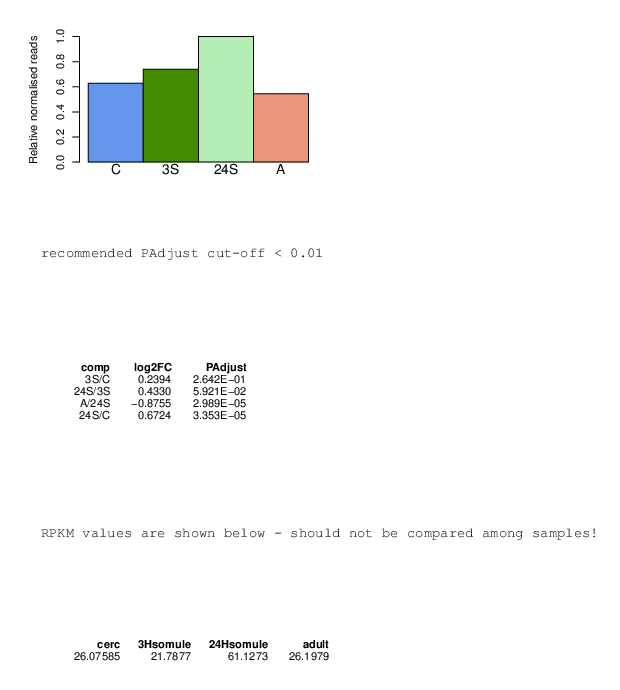 Relative normalised reads
1.0
0.8
0.6
0.4
0.2
0.0
C 3S 24S A
recommended PAdjust cut-off < 0.01
comp log2FC PAdjust
3S/C 0.2394 2.642E−01
24S/3S 0.4330 5.921E−02
A/24S −0.8755 2.989E−05
24S/C 0.6724 3.353E−05
RPKM values are shown below - should not be compared among samples!
cerc 3Hsomule 24Hsomule adult
26.07585 21.7877 61.1273 26.1979